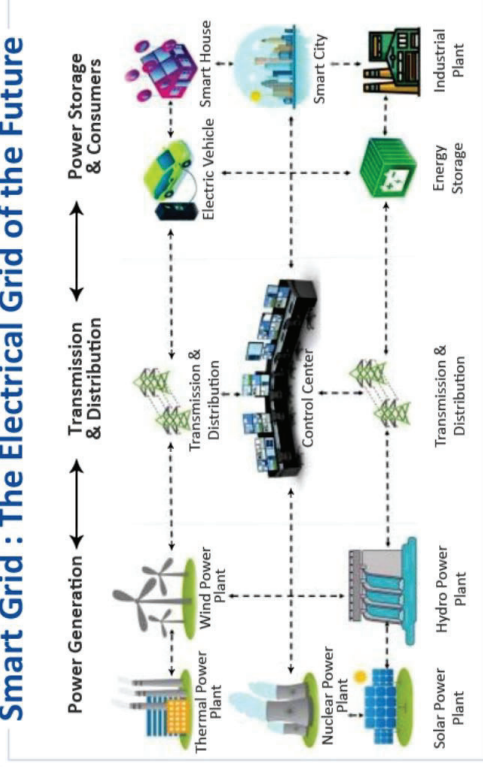 Smart Grid : The Electrical Grid of the Future
Power Generation
Transmission
& Distribution
Power Storage
& Consumers
Thermal Power
Plant
Wind Power
Plant
Transmission &
Distribution
Electric Vehicle
Smart House
Nuclear Power
Plant
Control Center
Smart City
Solar Power
Plant
Hydro Power
Plant
Transmission &
Distribution
Energy
Storage
Industrial
Plant